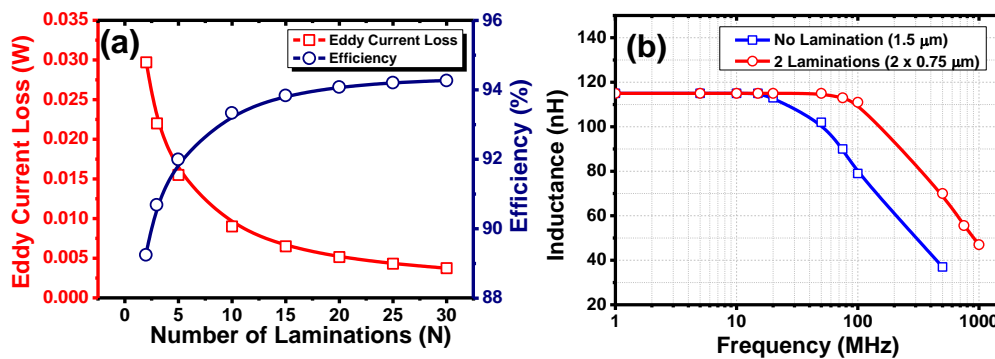 (a)
Eddy Current Loss
Efficiency
Eddy Current Loss (W)
0.035
0.030
0.025
0.020
0.015
0.010
0.005
0.000
96
94
92
90
88
Efficiency (%)
0 5 10 15 20 25 30
Number of Laminations (N)
(b)
No Lamination (1.5 μm)
2 Laminations (2 x 0.75 μm)
Inductance (nH)
140
120
100
80
60
40
20
1 10 100 1000
Frequency (MHz)